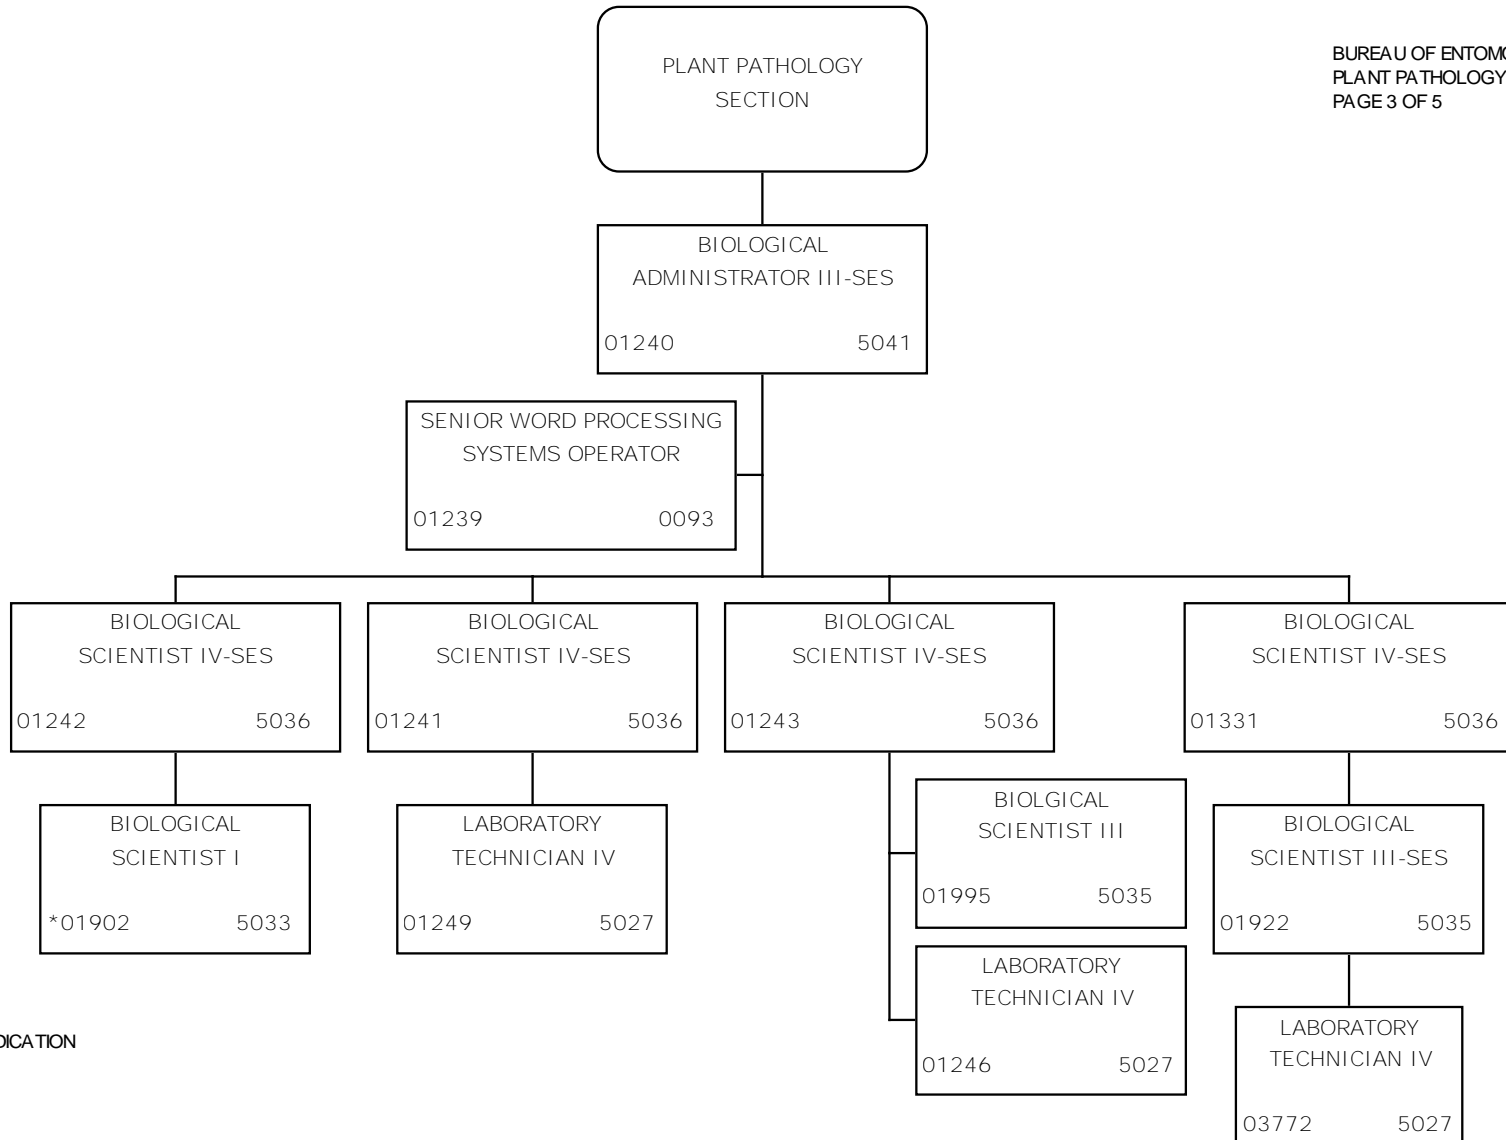 PLANT PATHOLOGY
SECTION
BUREAU OF ENTOMO
PLANT PATHOLOGY
PAGE 3 OF 5
BIOLOGICAL
ADMINISTRATOR III-SES
01240 5041
SENIOR WORD PROCESSING
SYSTEMS OPERATOR
01239 0093
BIOLOGICAL
SCIENTIST IV-SES
01242 5036
BIOLOGICAL
SCIENTIST IV-SES
01241 5036
BIOLOGICAL
SCIENTIST IV-SES
01243 5036
BIOLOGICAL
SCIENTIST IV-SES
01331 5036
BIOLOGICAL
SCIENTIST I
*01902 5033
LABORATORY
TECHNICIAN IV
01249 5027
BIOLGICAL
SCIENTIST III
01995 5035
BIOLOGICAL
SCIENTIST III-SES
01922 5035
LABORATORY
TECHNICIAN IV
01246 5027
LABORATORY
TECHNICIAN IV
03772 5027
DICATION